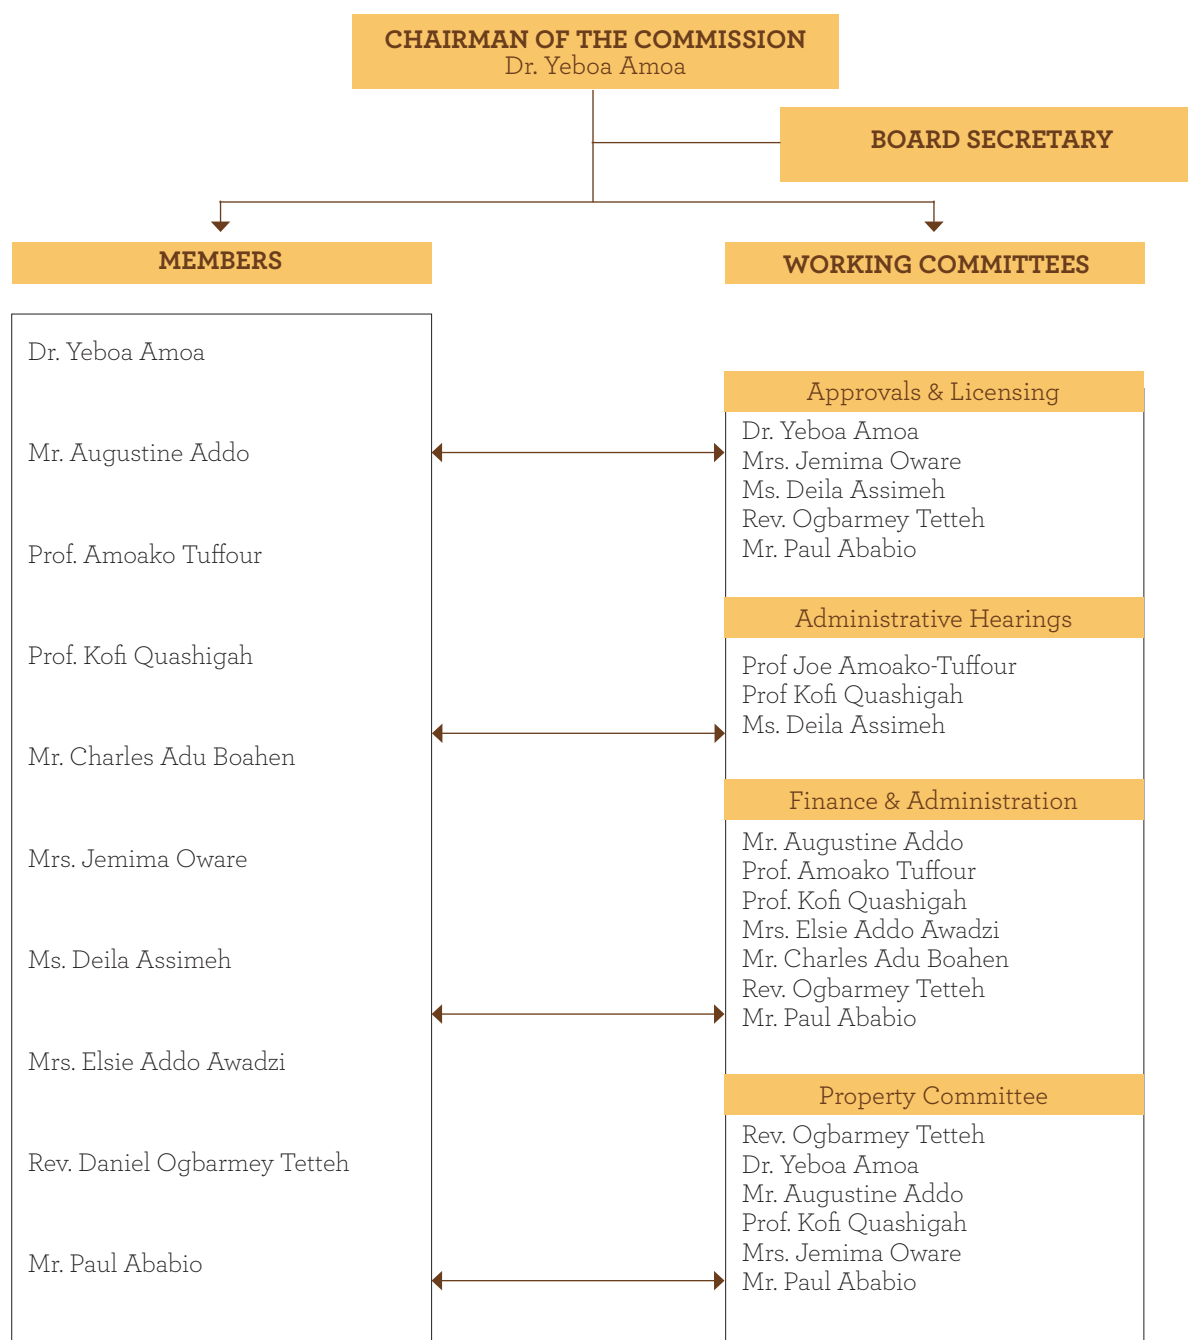 CHAIRMAN OF THE COMMISSION
Dr. Yeboa Amoa
BOARD SECRETARY
MEMBERS
Dr. Yeboa Amoa
Mr. Augustine Addo
Prof. Amoako Tuffour
Prof. Kofi Quashigah
Mr. Charles Adu Boahen
Mrs. Jemima Oware
Ms. Deila Assimeh
Mrs. Elsie Addo Awadzi
Rev. Daniel Ogbarmey Tetteh
Mr. Paul Ababio
WORKING COMMITTEES
Approvals & Licensing
Dr. Yeboa Amoa
Mrs. Jemima Oware
Ms. Deila Assimeh
Rev. Ogbarmey Tetteh
Mr. Paul Ababio
Administrative Hearings
Prof Joe Amoako-Tuffour
Prof Kofi Quashigah
Ms. Deila Assimeh
Finance & Administration
Mr. Augustine Addo
Prof. Amoako Tuffour
Prof. Kofi Quashigah
Mrs. Elsie Addo Awadzi
Mr. Charles Adu Boahen
Rev. Ogbarmey Tetteh
Mr. Paul Ababio
Property Committee
Rev. Ogbarmey Tetteh
Dr. Yeboa Amoa
Mr. Augustine Addo
Prof. Kofi Quashigah
Mrs. Jemima Oware
Mr. Paul Ababio